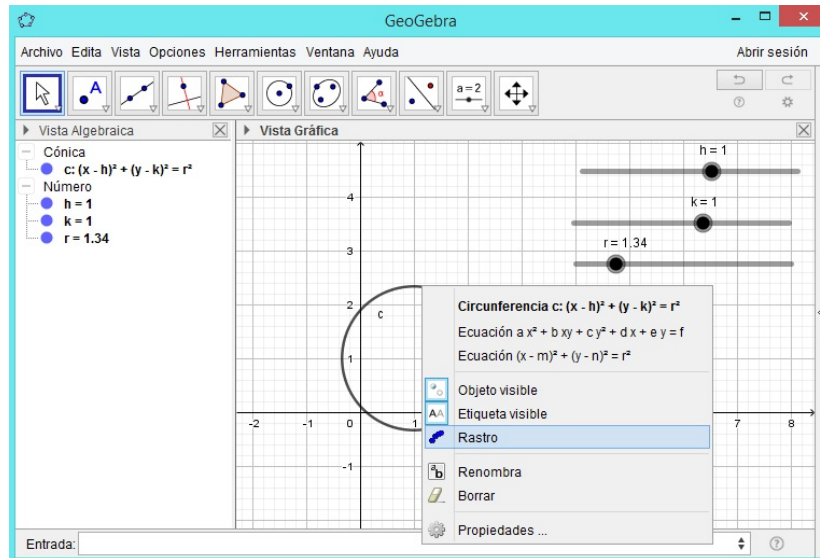 GeoGebra
Archivo Edita Vista Opciones Herramientas Ventana Ayuda
Abrir sesión
A
α
a=2
Vista Algebraica
Cónica
c: (x - h)² + (y - k)² = r²
Número
h = 1
k = 1
r = 1.34
Vista Gráfica
h = 1
k = 1
r = 1.34
4
3
2
1
0
-1
-2
-1
1
7
8
c
Circunferencia c: (x - h)² + (y - k)² = r²
Ecuación a x² + b xy + c y² + d x + e y = f
Ecuación (x - m)² + (y - n)² = r²
Objeto visible
AA Etiqueta visible
Rastro
ab Renombra
Borrar
Propiedades ...
Entrada: